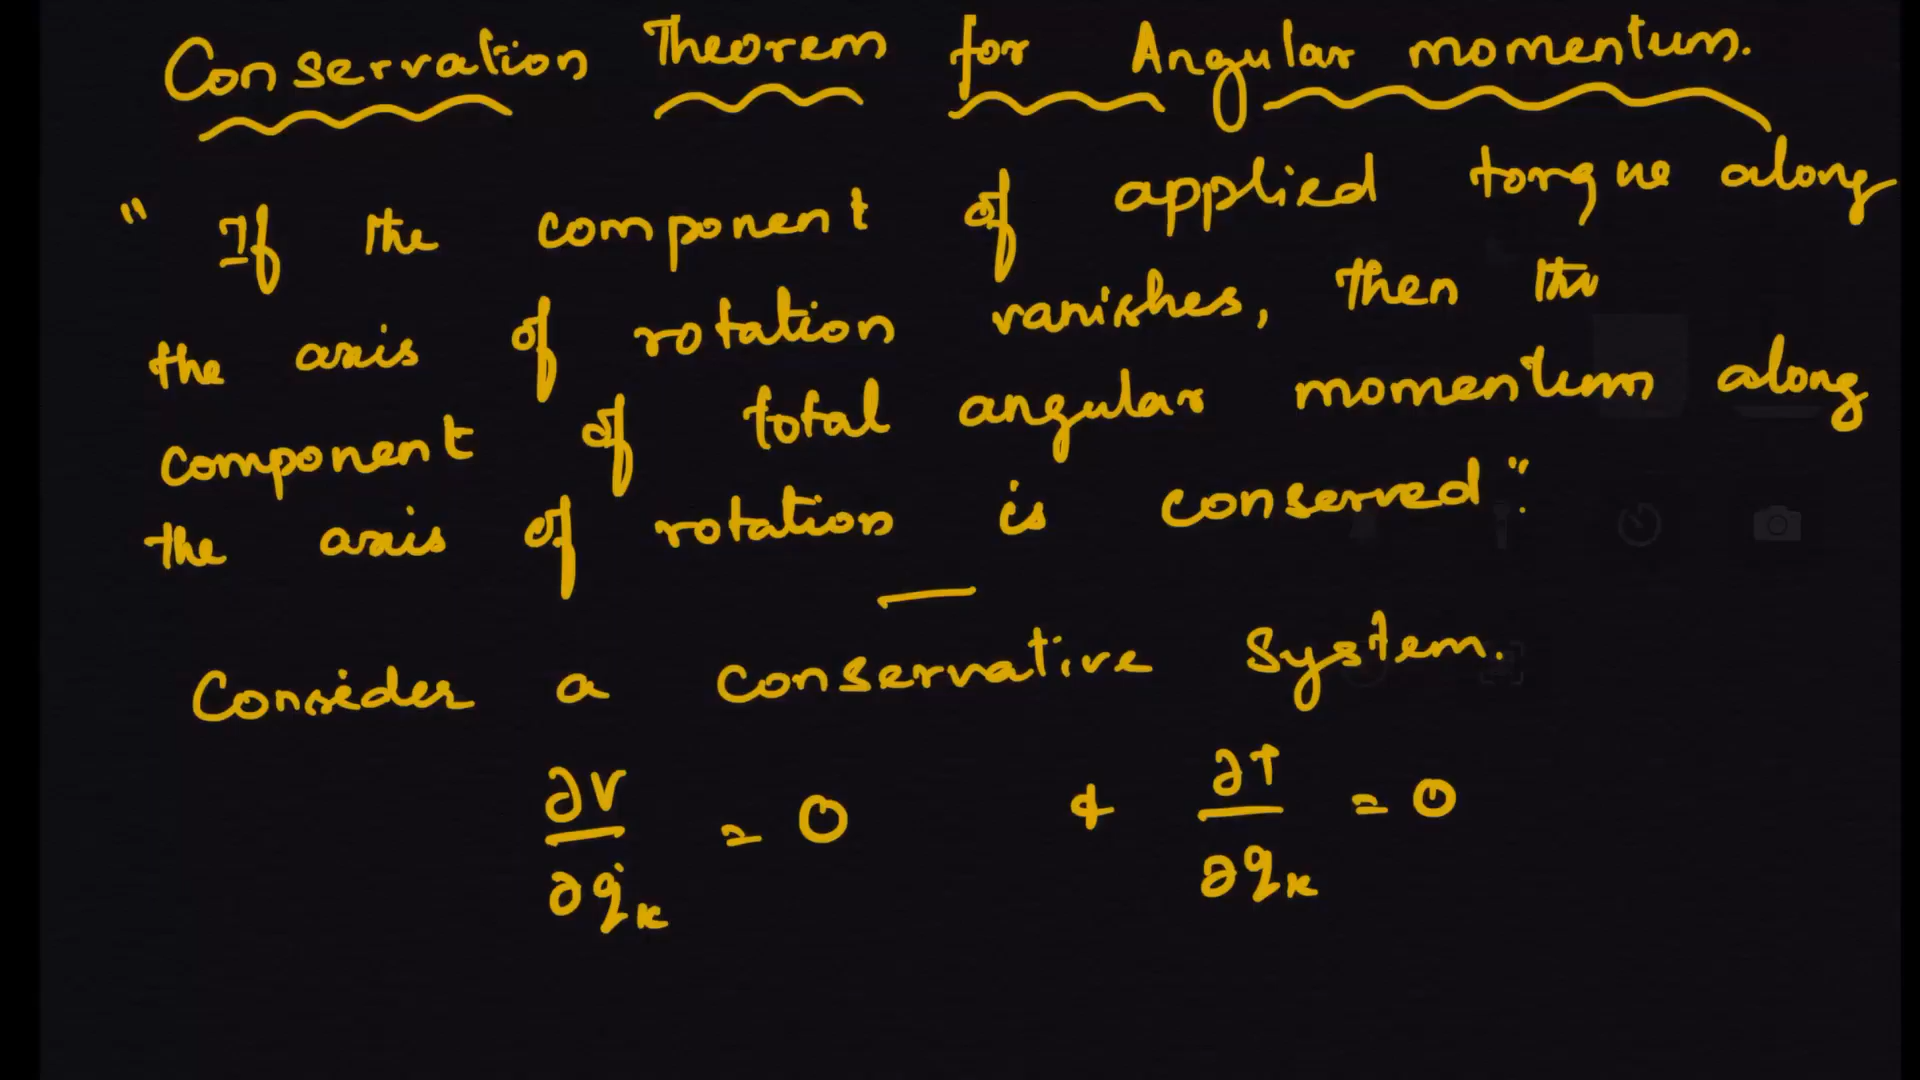 Conservation Theorem for Angular momentum.
" If the component of applied torque along
the axis of rotation vanishes, then the
component of total angular momentum along
the axis of rotation is conserved".
Consider a conservative system.
∂V/∂q̇ₖ = 0 & ∂T/∂qₖ = 0